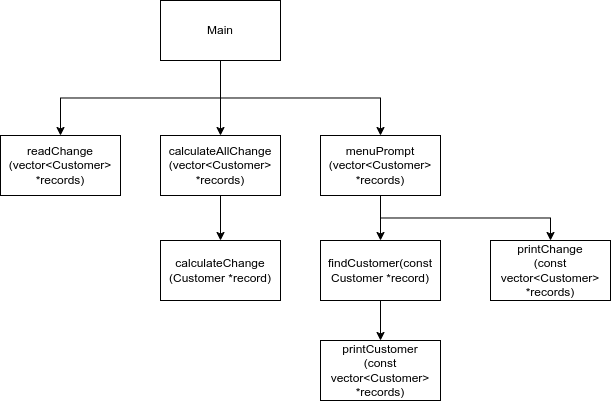 Main
readChange
(vector<Customer>
*records)
calculateAllChange
(vector<Customer>
*records)
menuPrompt
(vector<Customer>
*records)
calculateChange
(Customer *record)
findCustomer(const
Customer *record)
printChange
(const
vector<Customer>
*records)
printCustomer
(const
vector<Customer>
*records)